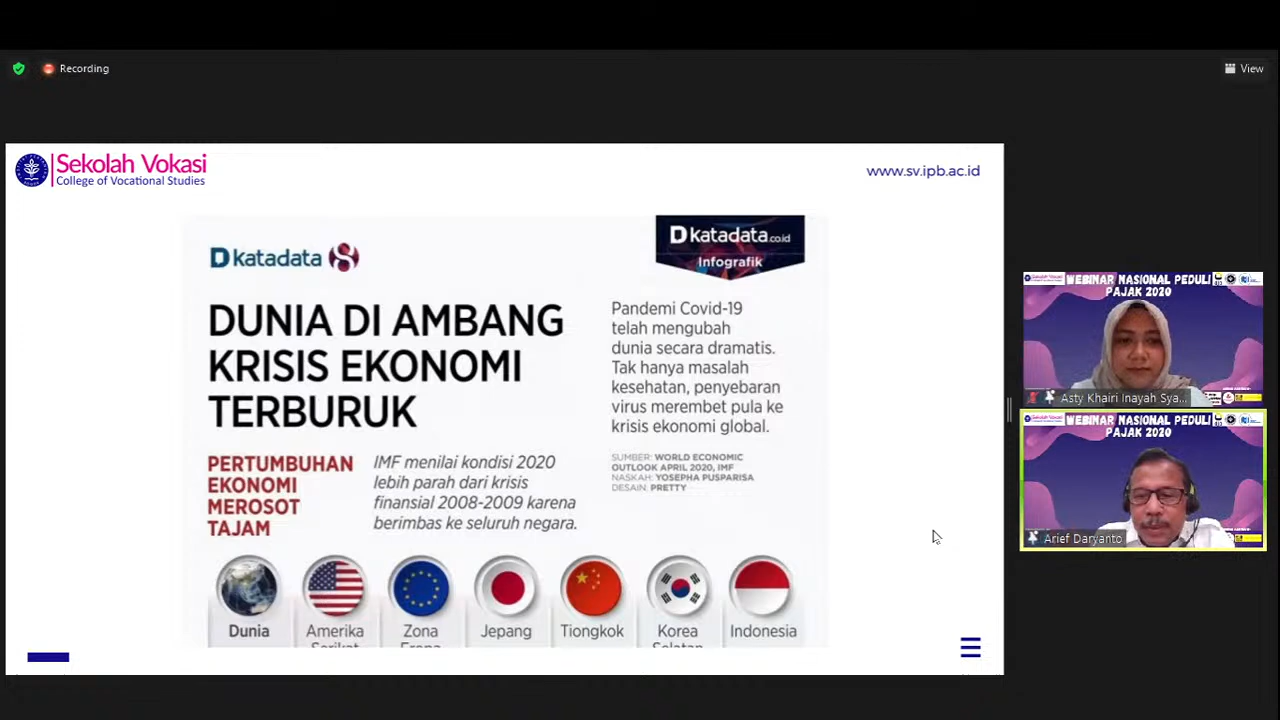 Recording
View
Sekolah Vokasi
College of Vocational Studies
www.sv.ipb.ac.id
D katadata
D katadata.co.id
Infografik
DUNIA DI AMBANG
KRISIS EKONOMI
TERBURUK
Pandemi Covid-19
telah mengubah
dunia secara dramatis.
Tak hanya masalah
kesehatan, penyebaran
virus merembet pula ke
krisis ekonomi global.
SUMBER: WORLD ECONOMIC
OUTLOOK APRIL 2020, IMF
NASKAH: YOSEPHA PUSPARISA
DESAIN: PRETTY
PERTUMBUHAN
EKONOMI
MEROSOT
TAJAM
IMF menilai kondisi 2020
lebih parah dari krisis
finansial 2008-2009 karena
berimbas ke seluruh negara.
Dunia
Amerika
Serikat
Zona
Eropa
Jepang
Tiongkok
Korea
Selatan
Indonesia
WEBINAR NASIONAL PEDULI
PAJAK 2020
Asty Khairi Inayah Sya...
WEBINAR NASIONAL PEDULI
PAJAK 2020
Arief Daryanto